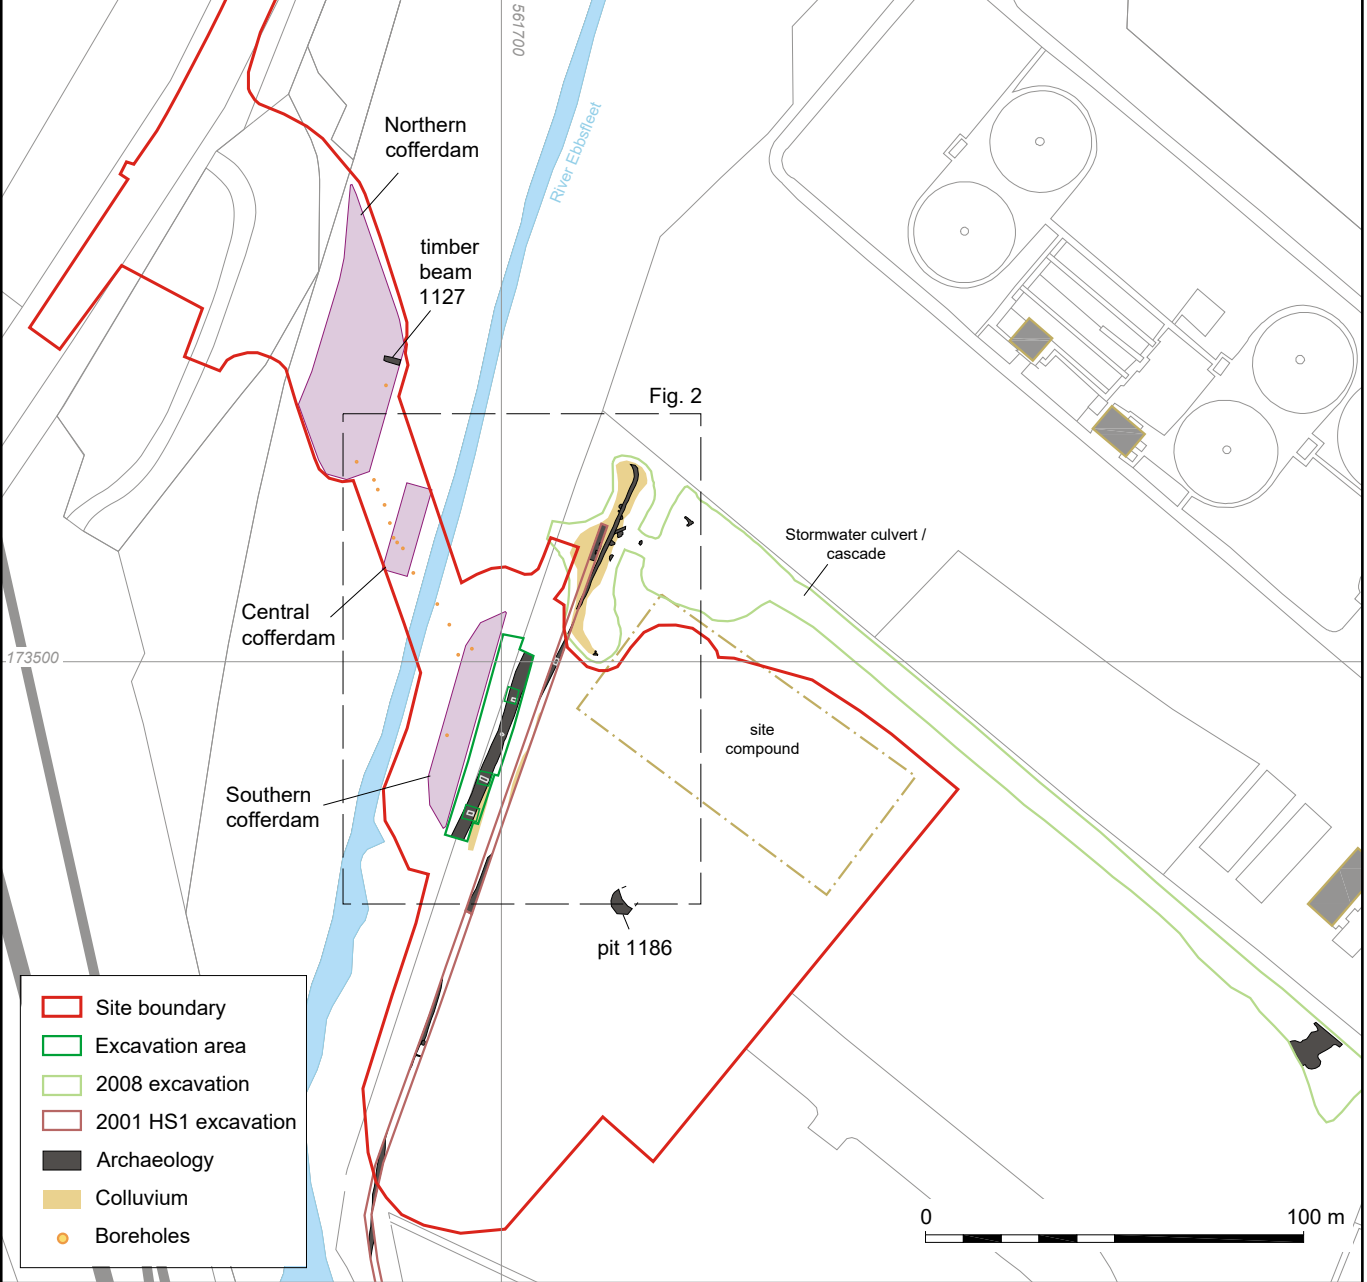 561700
Northern
cofferdam
River Ebbsfleet
timber
beam
1127
Fig. 2
Stormwater culvert /
cascade
Central
cofferdam
173500
site
compound
Southern
cofferdam
pit 1186
Site boundary
Excavation area
2008 excavation
2001 HS1 excavation
Archaeology
Colluvium
Boreholes
0 100 m